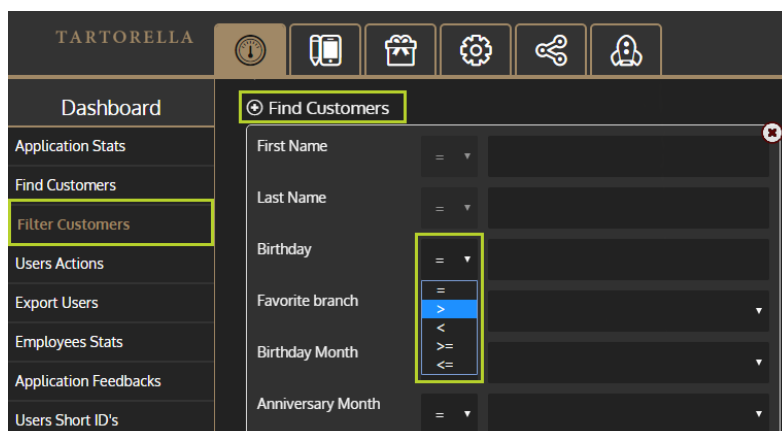 TARTORELLA
Dashboard
Application Stats
Find Customers
Filter Customers
Users Actions
Export Users
Employees Stats
Application Feedbacks
Users Short ID's
Find Customers
First Name
=
Last Name
=
Birthday
=
=
>
<
>=
<=
Favorite branch
Birthday Month
Anniversary Month
=